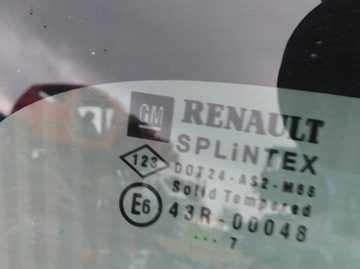 GM RENAULT
SPLiNTEX
123 DOT24-AS2-M68
Solid Tempered
E6 43R-00048
... 7